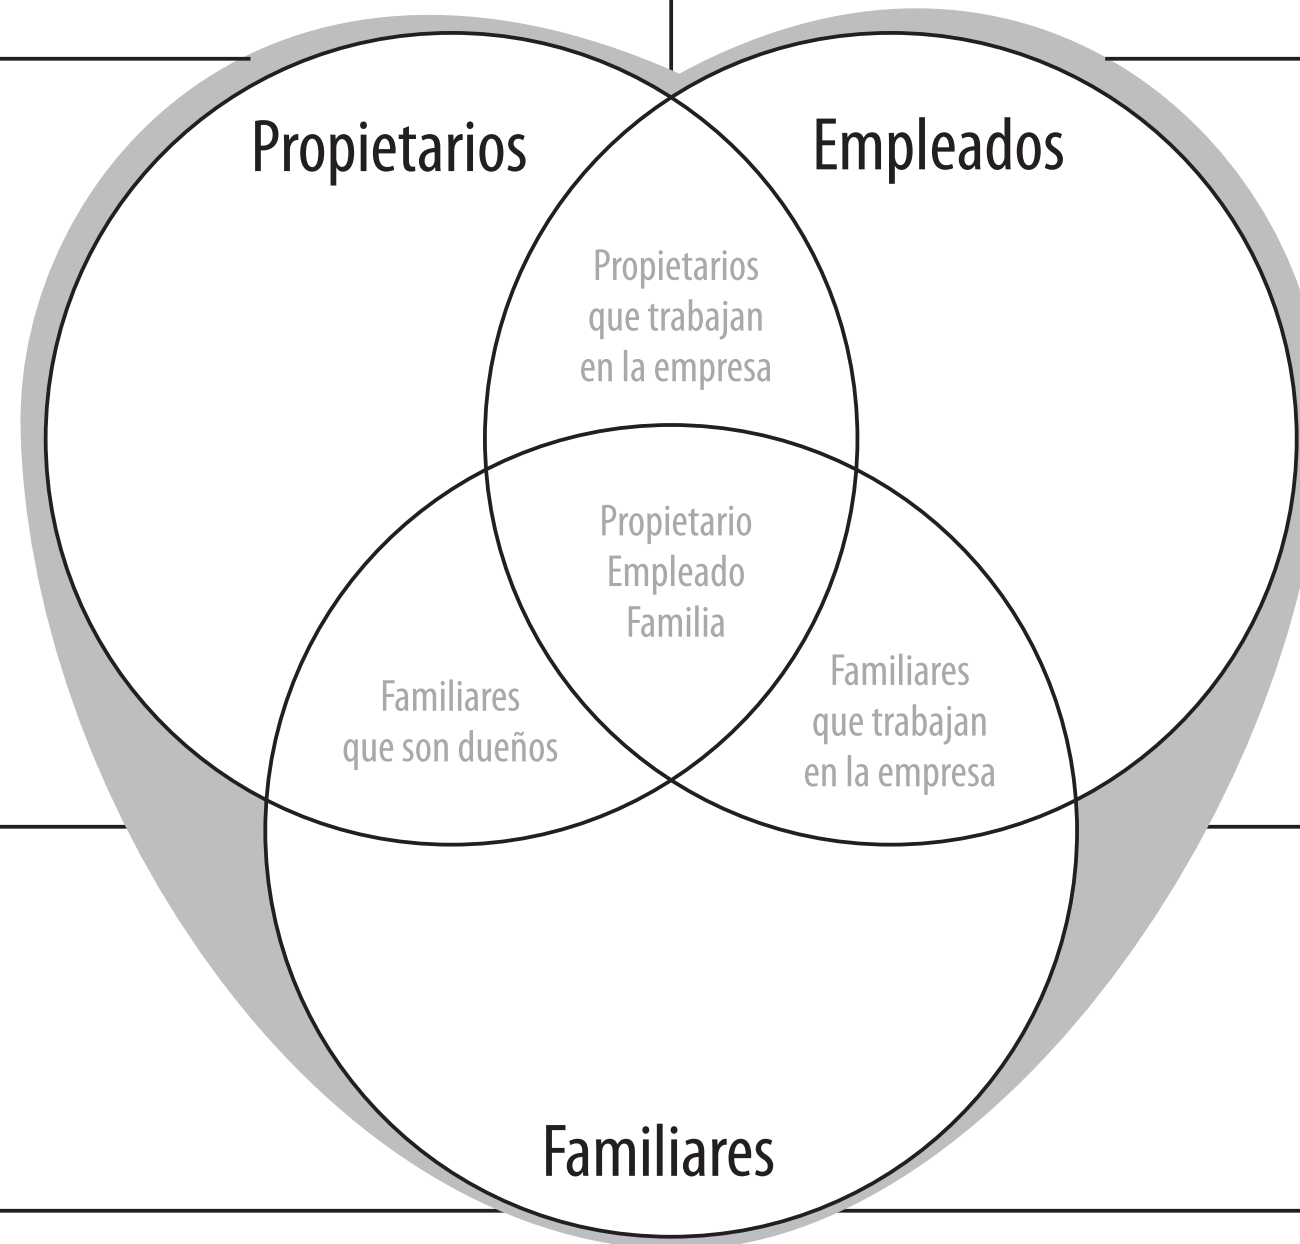 Propietarios
Empleados
Propietarios
que trabajan
en la empresa
Propietario
Empleado
Familia
Familiares
que son dueños
Familiares
que trabajan
en la empresa
Familiares